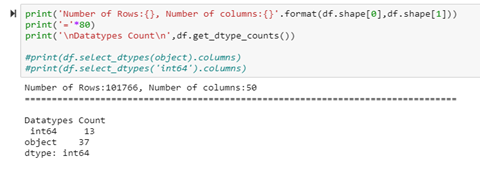 print('Number of Rows:{}, Number of columns:{}'.format(df.shape[0],df.shape[1]))
print('='*80)
print('\nDatatypes Count\n',df.get_dtype_counts())
#print(df.select_dtypes(object).columns)
#print(df.select_dtypes('int64').columns)
Number of Rows:101766, Number of columns:50
================================================================================
Datatypes Count
int64 13
object 37
dtype: int64